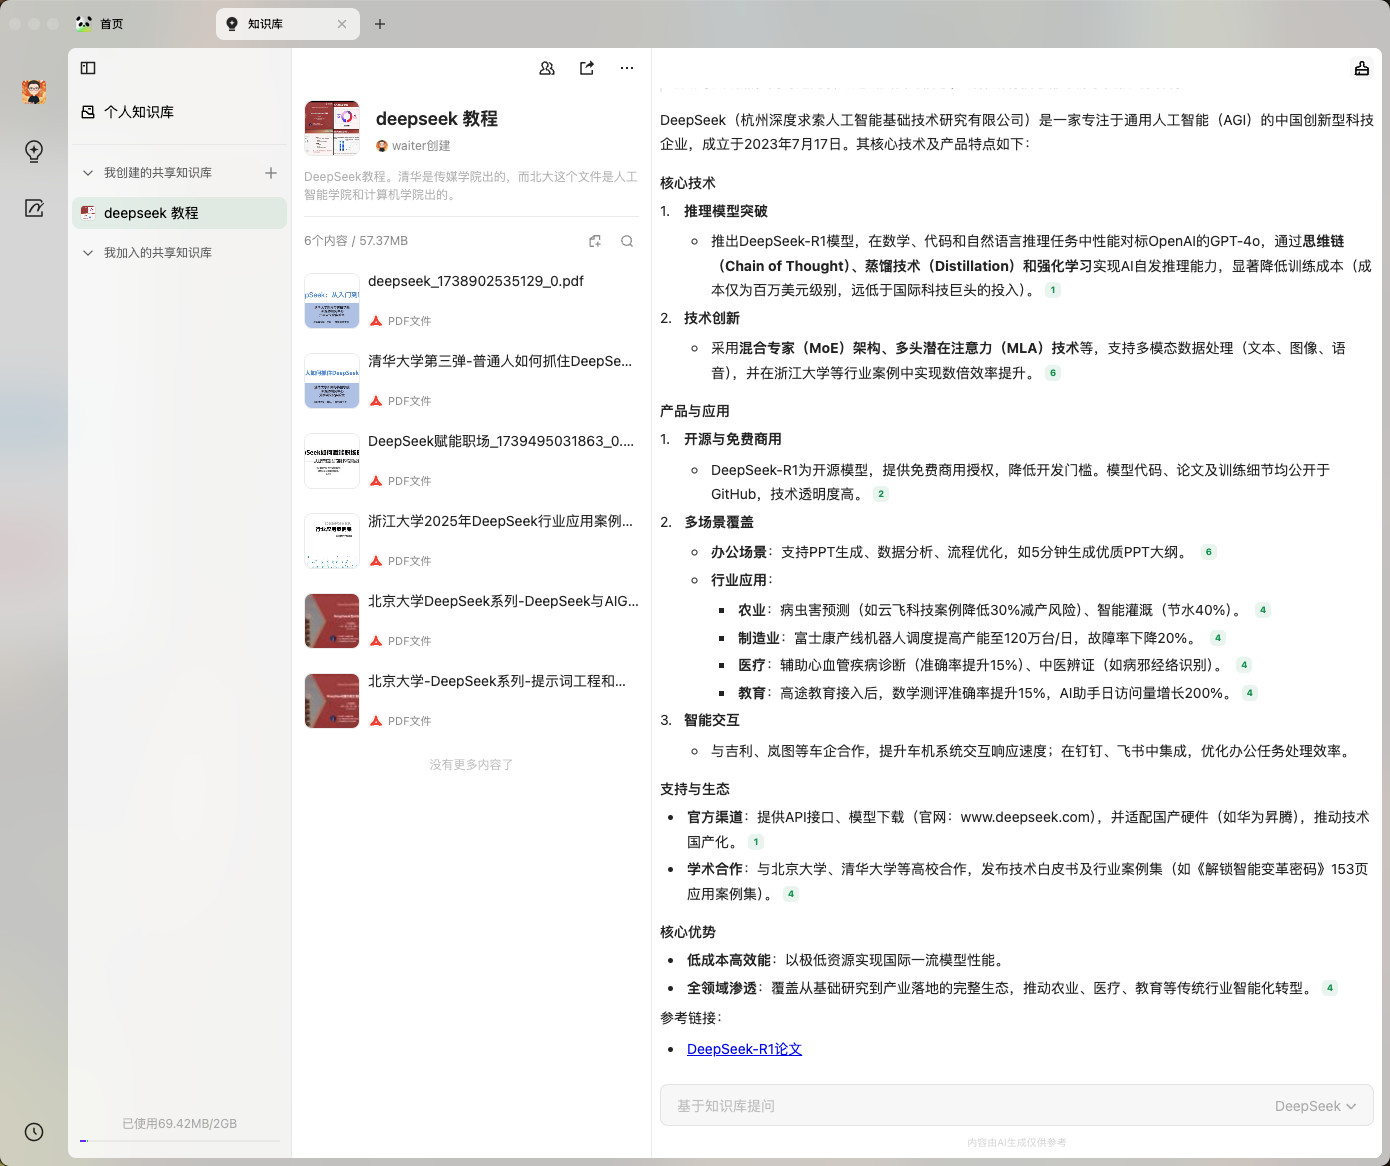 首页
知识库
个人知识库
我创建的共享知识库
deepseek 教程
我加入的共享知识库
已使用69.42MB/2GB
deepseek 教程
waiter创建
DeepSeek教程。清华是传媒学院出的，而北大这个文件是人工
智能学院和计算机学院出的。
6个内容 / 57.37MB
deepseek_1738902535129_0.pdf
PDF文件
清华大学第三弹-普通人如何抓住DeepSe...
PDF文件
DeepSeek赋能职场_1739495031863_0....
PDF文件
浙江大学2025年DeepSeek行业应用案例...
PDF文件
北京大学DeepSeek系列-DeepSeek与AIG...
PDF文件
北京大学-DeepSeek系列-提示词工程和...
PDF文件
没有更多内容了
DeepSeek（杭州深度求索人工智能基础技术研究有限公司）是一家专注于通用人工智能（AGI）的中国创新型科技
企业，成立于2023年7月17日。其核心技术及产品特点如下：
核心技术
1. 推理模型突破
推出DeepSeek-R1模型，在数学、代码和自然语言推理任务中性能对标OpenAI的GPT-4o，通过思维链
（Chain of Thought）、蒸馏技术（Distillation）和强化学习实现AI自发推理能力，显著降低训练成本（成
本仅为百万美元级别，远低于国际科技巨头的投入）。 1
2. 技术创新
采用混合专家（MoE）架构、多头潜在注意力（MLA）技术等，支持多模态数据处理（文本、图像、语
音），并在浙江大学等行业案例中实现数倍效率提升。 6
产品与应用
1. 开源与免费商用
DeepSeek-R1为开源模型，提供免费商用授权，降低开发门槛。模型代码、论文及训练细节均公开于
GitHub，技术透明度高。 2
2. 多场景覆盖
办公场景：支持PPT生成、数据分析、流程优化，如5分钟生成优质PPT大纲。 6
行业应用：
农业：病虫害预测（如云飞科技案例降低30%减产风险）、智能灌溉（节水40%）。 4
制造业：富士康产线机器人调度提高产能至120万台/日，故障率下降20%。 4
医疗：辅助心血管疾病诊断（准确率提升15%）、中医辨证（如病邪经络识别）。 4
教育：高途教育接入后，数学测评准确率提升15%，AI助手日访问量增长200%。 4
3. 智能交互
与吉利、岚图等车企合作，提升车机系统交互响应速度；在钉钉、飞书中集成，优化办公任务处理效率。
支持与生态
官方渠道：提供API接口、模型下载（官网：www.deepseek.com），并适配国产硬件（如华为昇腾），推动技术
国产化。 1
学术合作：与北京大学、清华大学等高校合作，发布技术白皮书及行业案例集（如《解锁智能变革密码》153页
应用案例集）。 4
核心优势
低成本高效能：以极低资源实现国际一流模型性能。
全领域渗透：覆盖从基础研究到产业落地的完整生态，推动农业、医疗、教育等传统行业智能化转型。 4
参考链接：
DeepSeek-R1论文
基于知识库提问
DeepSeek
内容由AI生成仅供参考